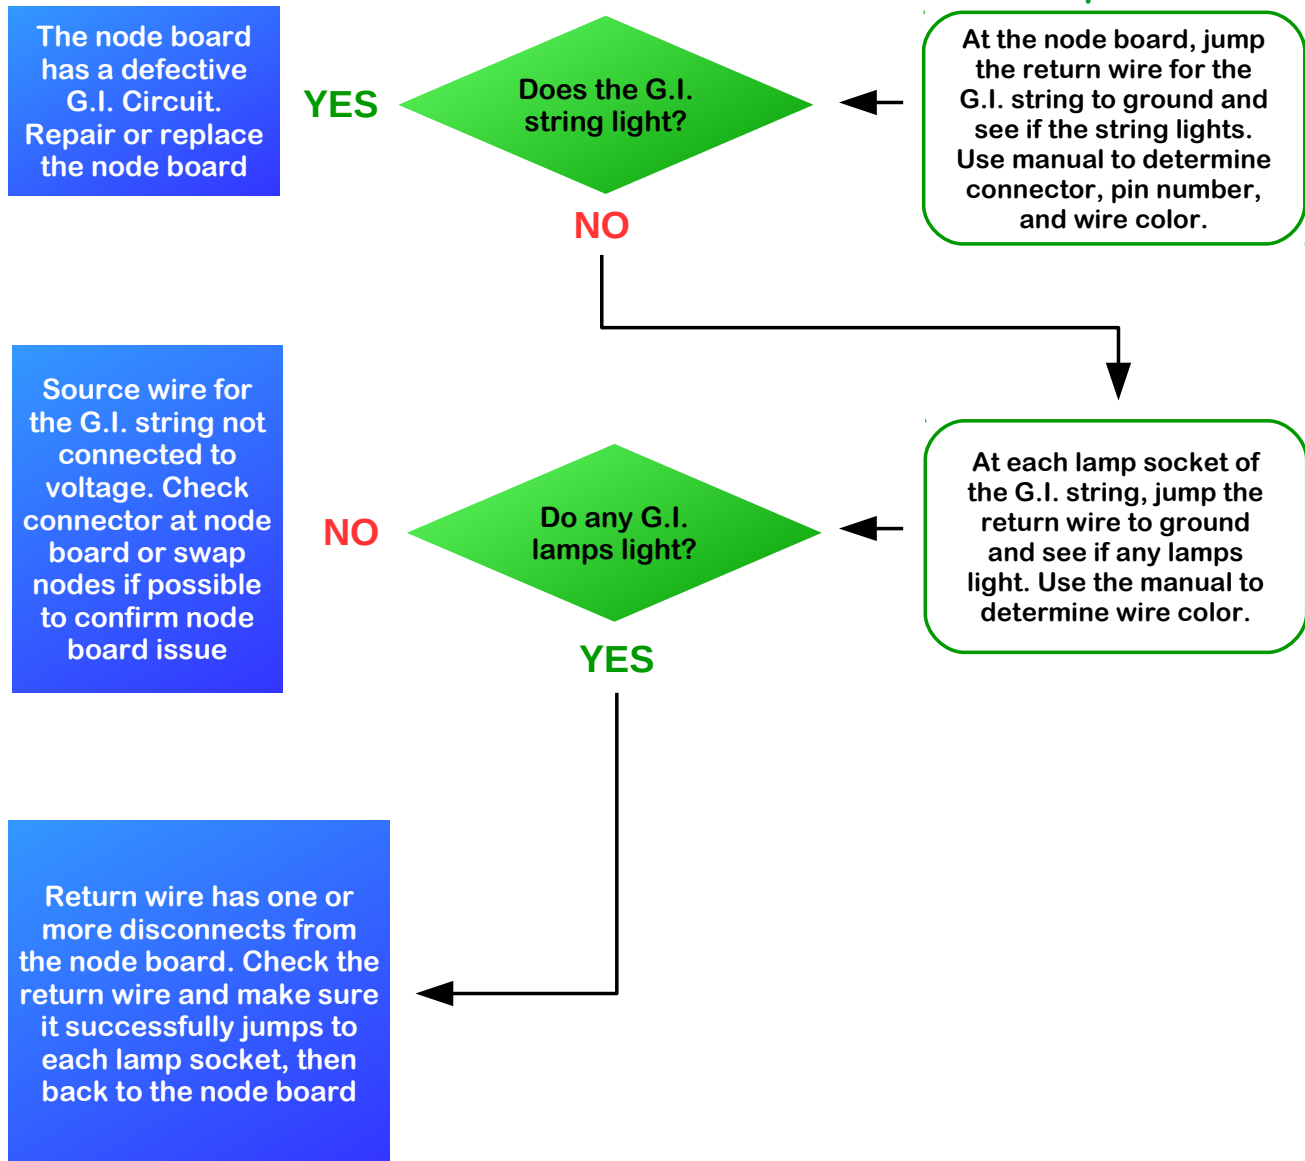 The node board
has a defective
G.I. Circuit.
Repair or replace
the node board
YES
Does the G.I.
string light?
At the node board, jump
the return wire for the
G.I. string to ground and
see if the string lights.
Use manual to determine
connector, pin number,
and wire color.
NO
Source wire for
the G.I. string not
connected to
voltage. Check
connector at node
board or swap
nodes if possible
to confirm node
board issue
NO
Do any G.I.
lamps light?
At each lamp socket of
the G.I. string, jump the
return wire to ground
and see if any lamps
light. Use the manual to
determine wire color.
YES
Return wire has one or
more disconnects from
the node board. Check the
return wire and make sure
it successfully jumps to
each lamp socket, then
back to the node board